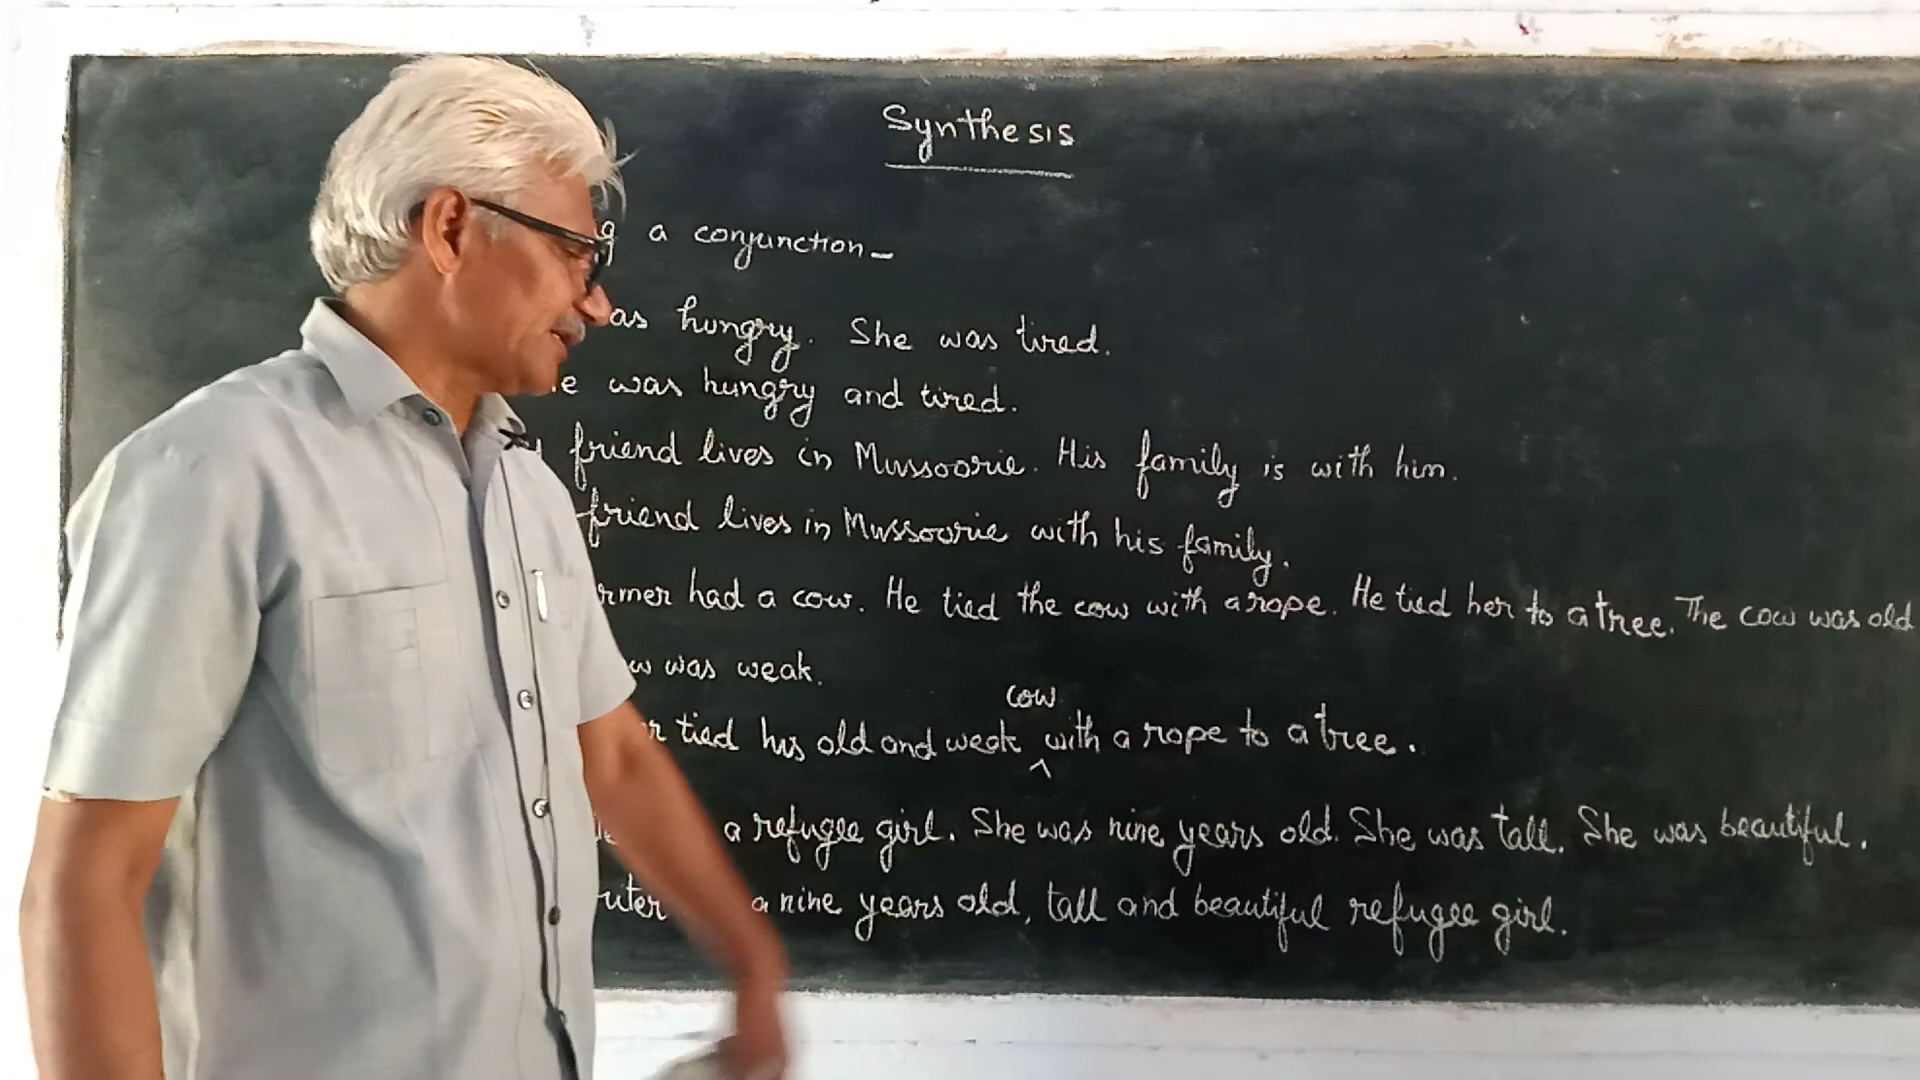 Synthesis
a conjunction-
as hungry. She was tired.
e was hungry and tired.
friend lives in Mussoorie. His family is with him.
friend lives in Mussoorie with his family.
rmer had a cow. He tied the cow with a rope. He tied her to a tree. The cow was old
w was weak.
cow
r tied his old and weak ^ with a rope to a tree.
a refugee girl. She was nine years old. She was tall. She was beautiful.
a nine years old, tall and beautiful refugee girl.